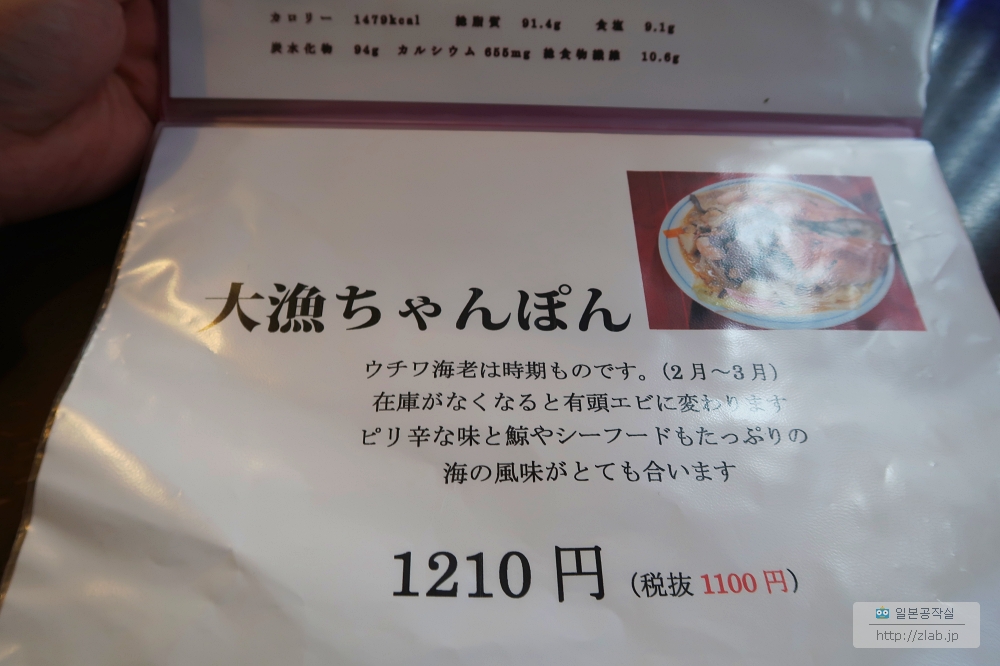 カロリー 1479kcal 総脂質 91.4g 食塩 9.1g
炭水化物 94g カルシウム 655mg 総食物繊維 10.6g
大漁ちゃんぽん
ウチワ海老は時期ものです。(2月～3月)
在庫がなくなると有頭エビに変わります
ピリ辛な味と鯨やシーフードもたっぷりの
海の風味がとても合います
1210円 (税抜 1100円)
일본공작실
http://zlab.jp